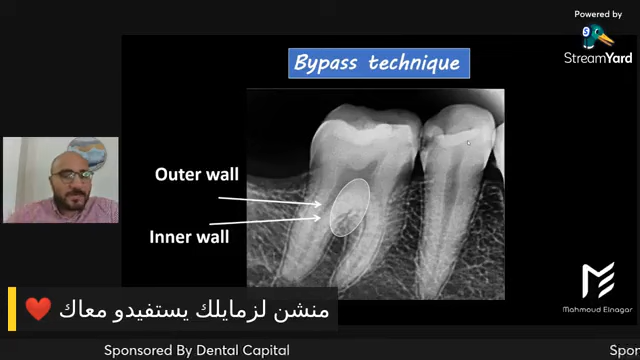 Powered by
StreamYard
Bypass technique
Outer wall
Inner wall
Mahmoud Elnagar
منشن لزمايلك يستفيدو معاك ❤️
Sponsored By Dental Capital
Spo